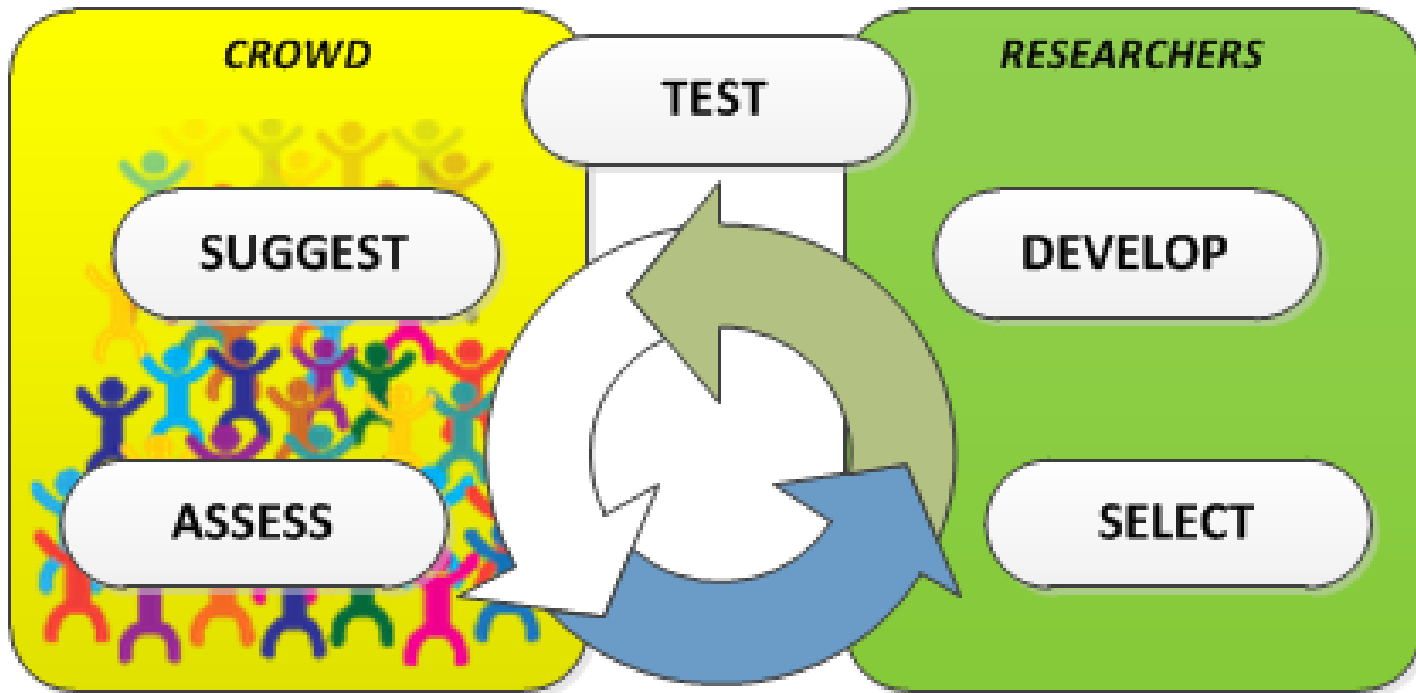 CROWD
RESEARCHERS
TEST
SUGGEST
DEVELOP
ASSESS
SELECT